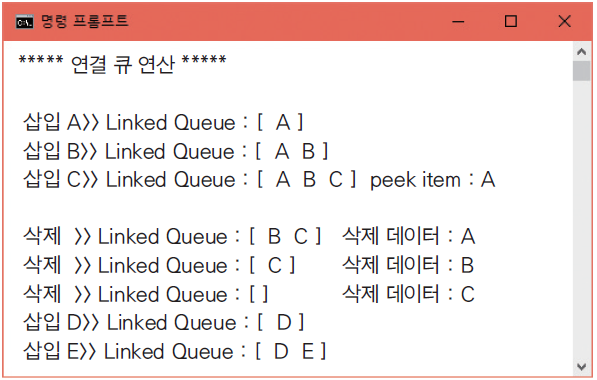 명령 프롬프트
***** 연결 큐 연산 *****
삽입 A>> Linked Queue : [ A ]
삽입 B>> Linked Queue : [ A B ]
삽입 C>> Linked Queue : [ A B C ] peek item : A
삭제 >> Linked Queue : [ B C ] 삭제 데이터 : A
삭제 >> Linked Queue : [ C ] 삭제 데이터 : B
삭제 >> Linked Queue : [ ] 삭제 데이터 : C
삽입 D>> Linked Queue : [ D ]
삽입 E>> Linked Queue : [ D E ]